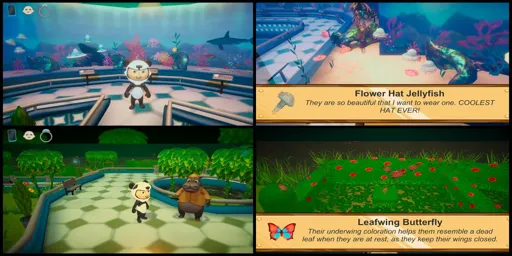 Flower Hat Jellyfish
They are so beautiful that I want to wear one. COOLEST
HAT EVER!
Leafwing Butterfly
Their underwing coloration helps them resemble a dead
leaf when they are at rest, as they keep their wings closed.